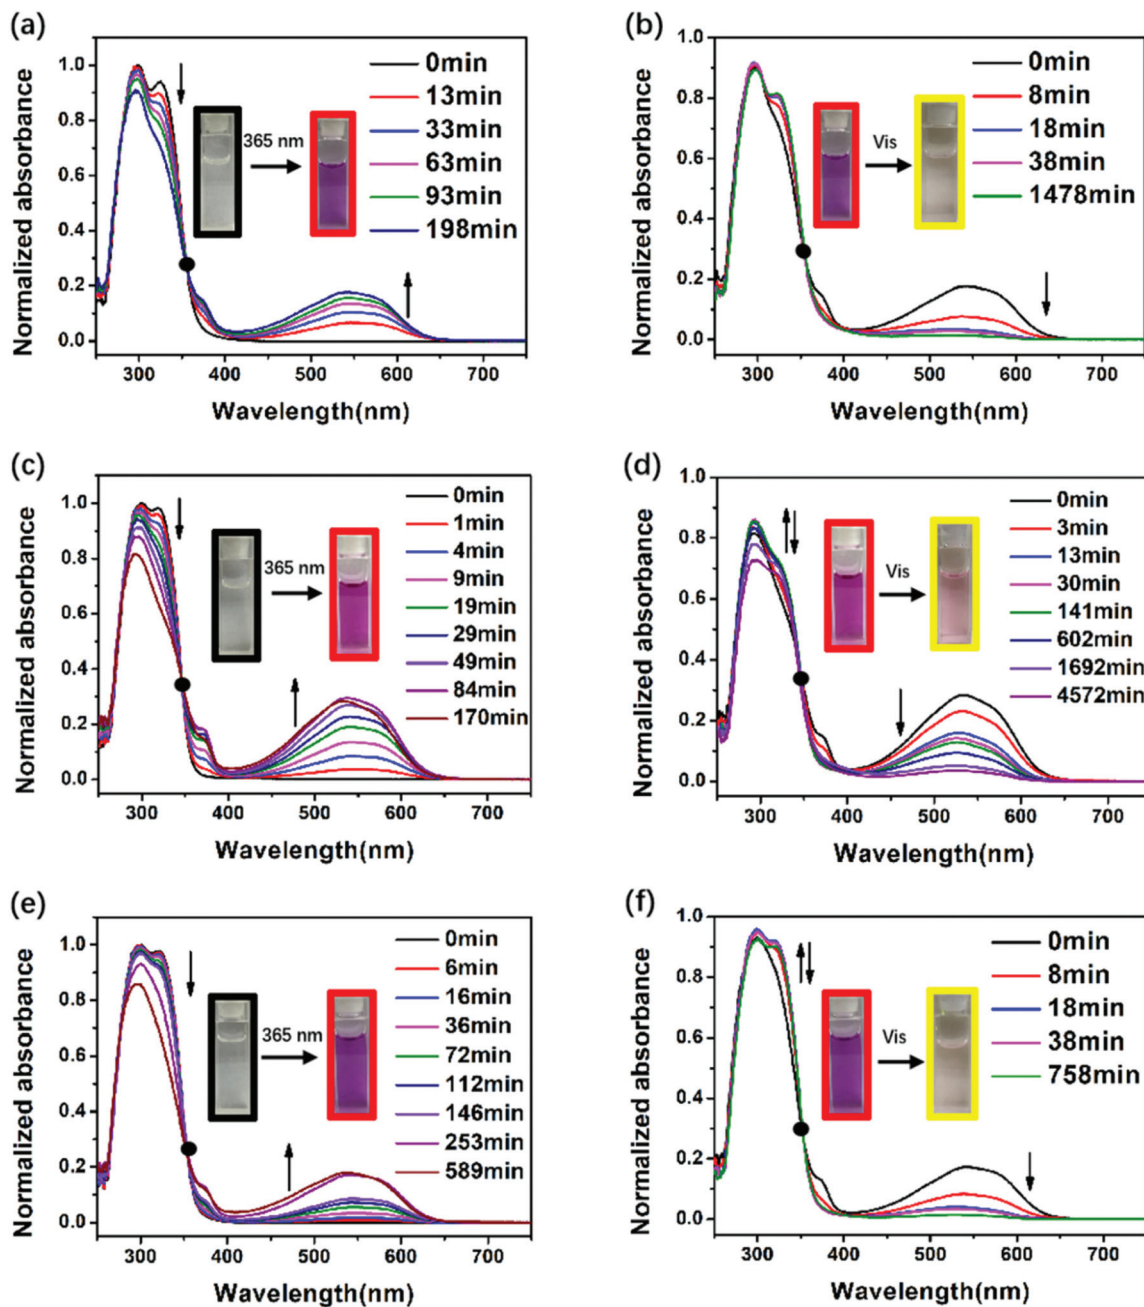 (a)
Normalized absorbance
1.0
0.8
0.6
0.4
0.2
0.0
300 400 500 600 700
Wavelength(nm)
365 nm
0min
13min
33min
63min
93min
198min
(b)
Normalized absorbance
1.0
0.8
0.6
0.4
0.2
0.0
300 400 500 600 700
Wavelength(nm)
Vis
0min
8min
18min
38min
1478min
(c)
Normalized absorbance
1.0
0.8
0.6
0.4
0.2
0.0
300 400 500 600 700
Wavelength(nm)
365 nm
0min
1min
4min
9min
19min
29min
49min
84min
170min
(d)
Normalized absorbance
1.0
0.8
0.6
0.4
0.2
0.0
300 400 500 600 700
Wavelength(nm)
Vis
0min
3min
13min
30min
141min
602min
1692min
4572min
(e)
Normalized absorbance
1.0
0.8
0.6
0.4
0.2
0.0
300 400 500 600 700
Wavelength(nm)
365 nm
0min
6min
16min
36min
72min
112min
146min
253min
589min
(f)
Normalized absorbance
1.0
0.8
0.6
0.4
0.2
0.0
300 400 500 600 700
Wavelength(nm)
Vis
0min
8min
18min
38min
758min